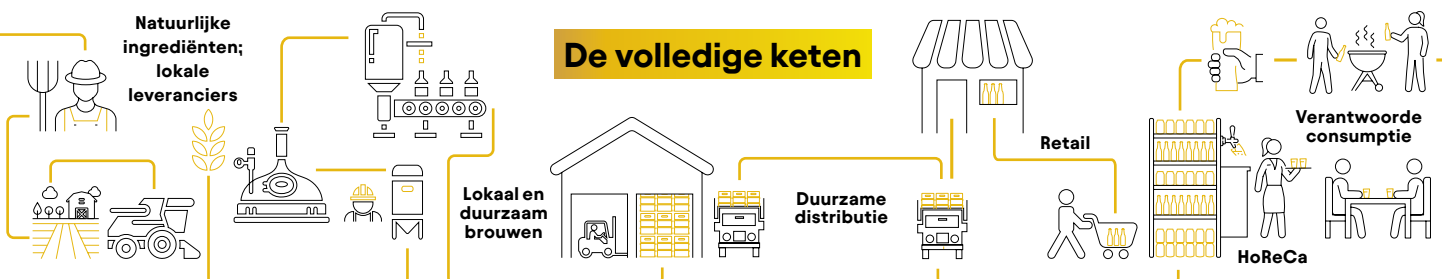 Natuurlijke
ingrediënten;
lokale
leveranciers
De volledige keten
Lokaal en
duurzaam
brouwen
Duurzame
distributie
Retail
Verantwoorde
consumptie
HoReCa